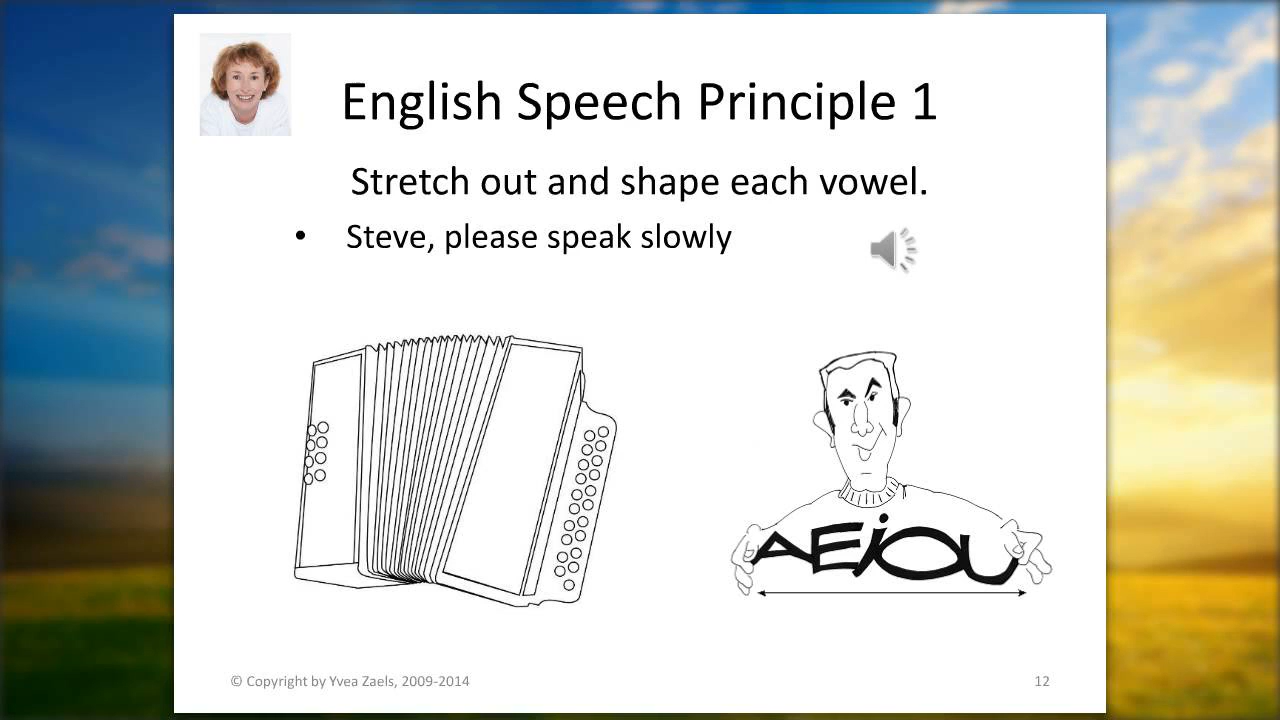 English Speech Principle 1
Stretch out and shape each vowel.
• Steve, please speak slowly
AEiOU
© Copyright by Yvea Zaels, 2009-2014
12